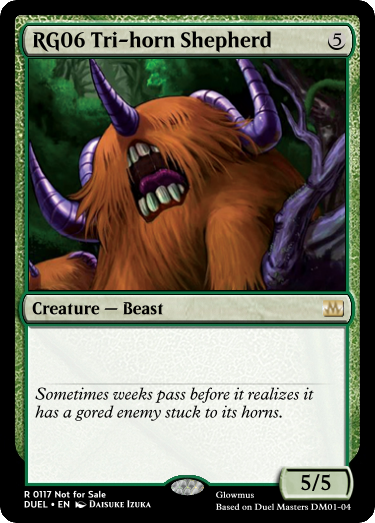 RG06 Tri-horn Shepherd 5
Creature — Beast
Sometimes weeks pass before it realizes it
has a gored enemy stuck to its horns.
5/5
R 0117 Not for Sale
DUEL • EN Daisuke Izuka
Glowmus
Based on Duel Masters DM01-04